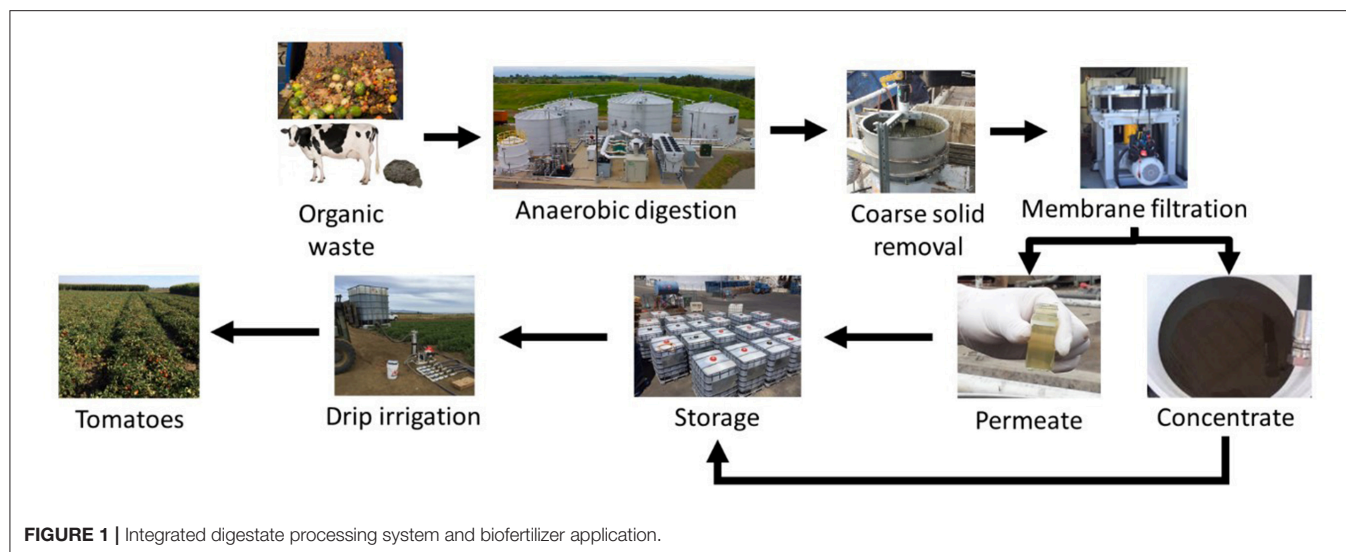 Organic
waste
Anaerobic digestion
Coarse solid
removal
Membrane filtration
Tomatoes
Drip irrigation
Storage
Permeate
Concentrate
FIGURE 1 | Integrated digestate processing system and biofertilizer application.